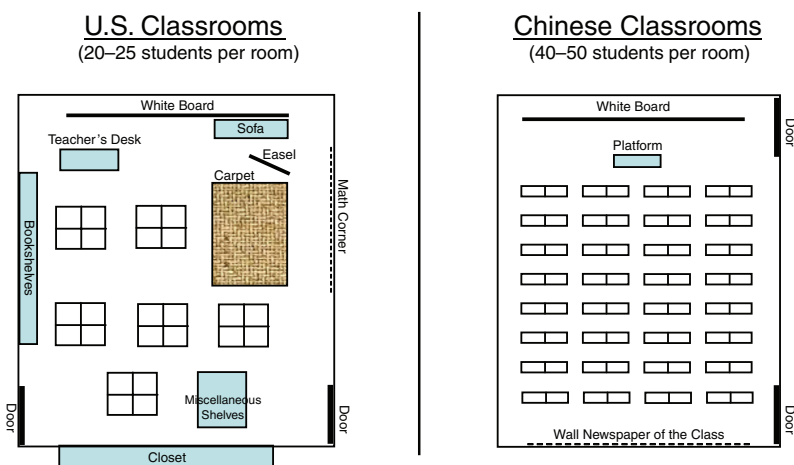 U.S. Classrooms
(20–25 students per room)
White Board
Sofa
Teacher's Desk
Easel
Carpet
Math Corner
Bookshelves
Miscellaneous
Shelves
Door
Door
Closet
Chinese Classrooms
(40–50 students per room)
White Board
Door
Platform
Door
Wall Newspaper of the Class